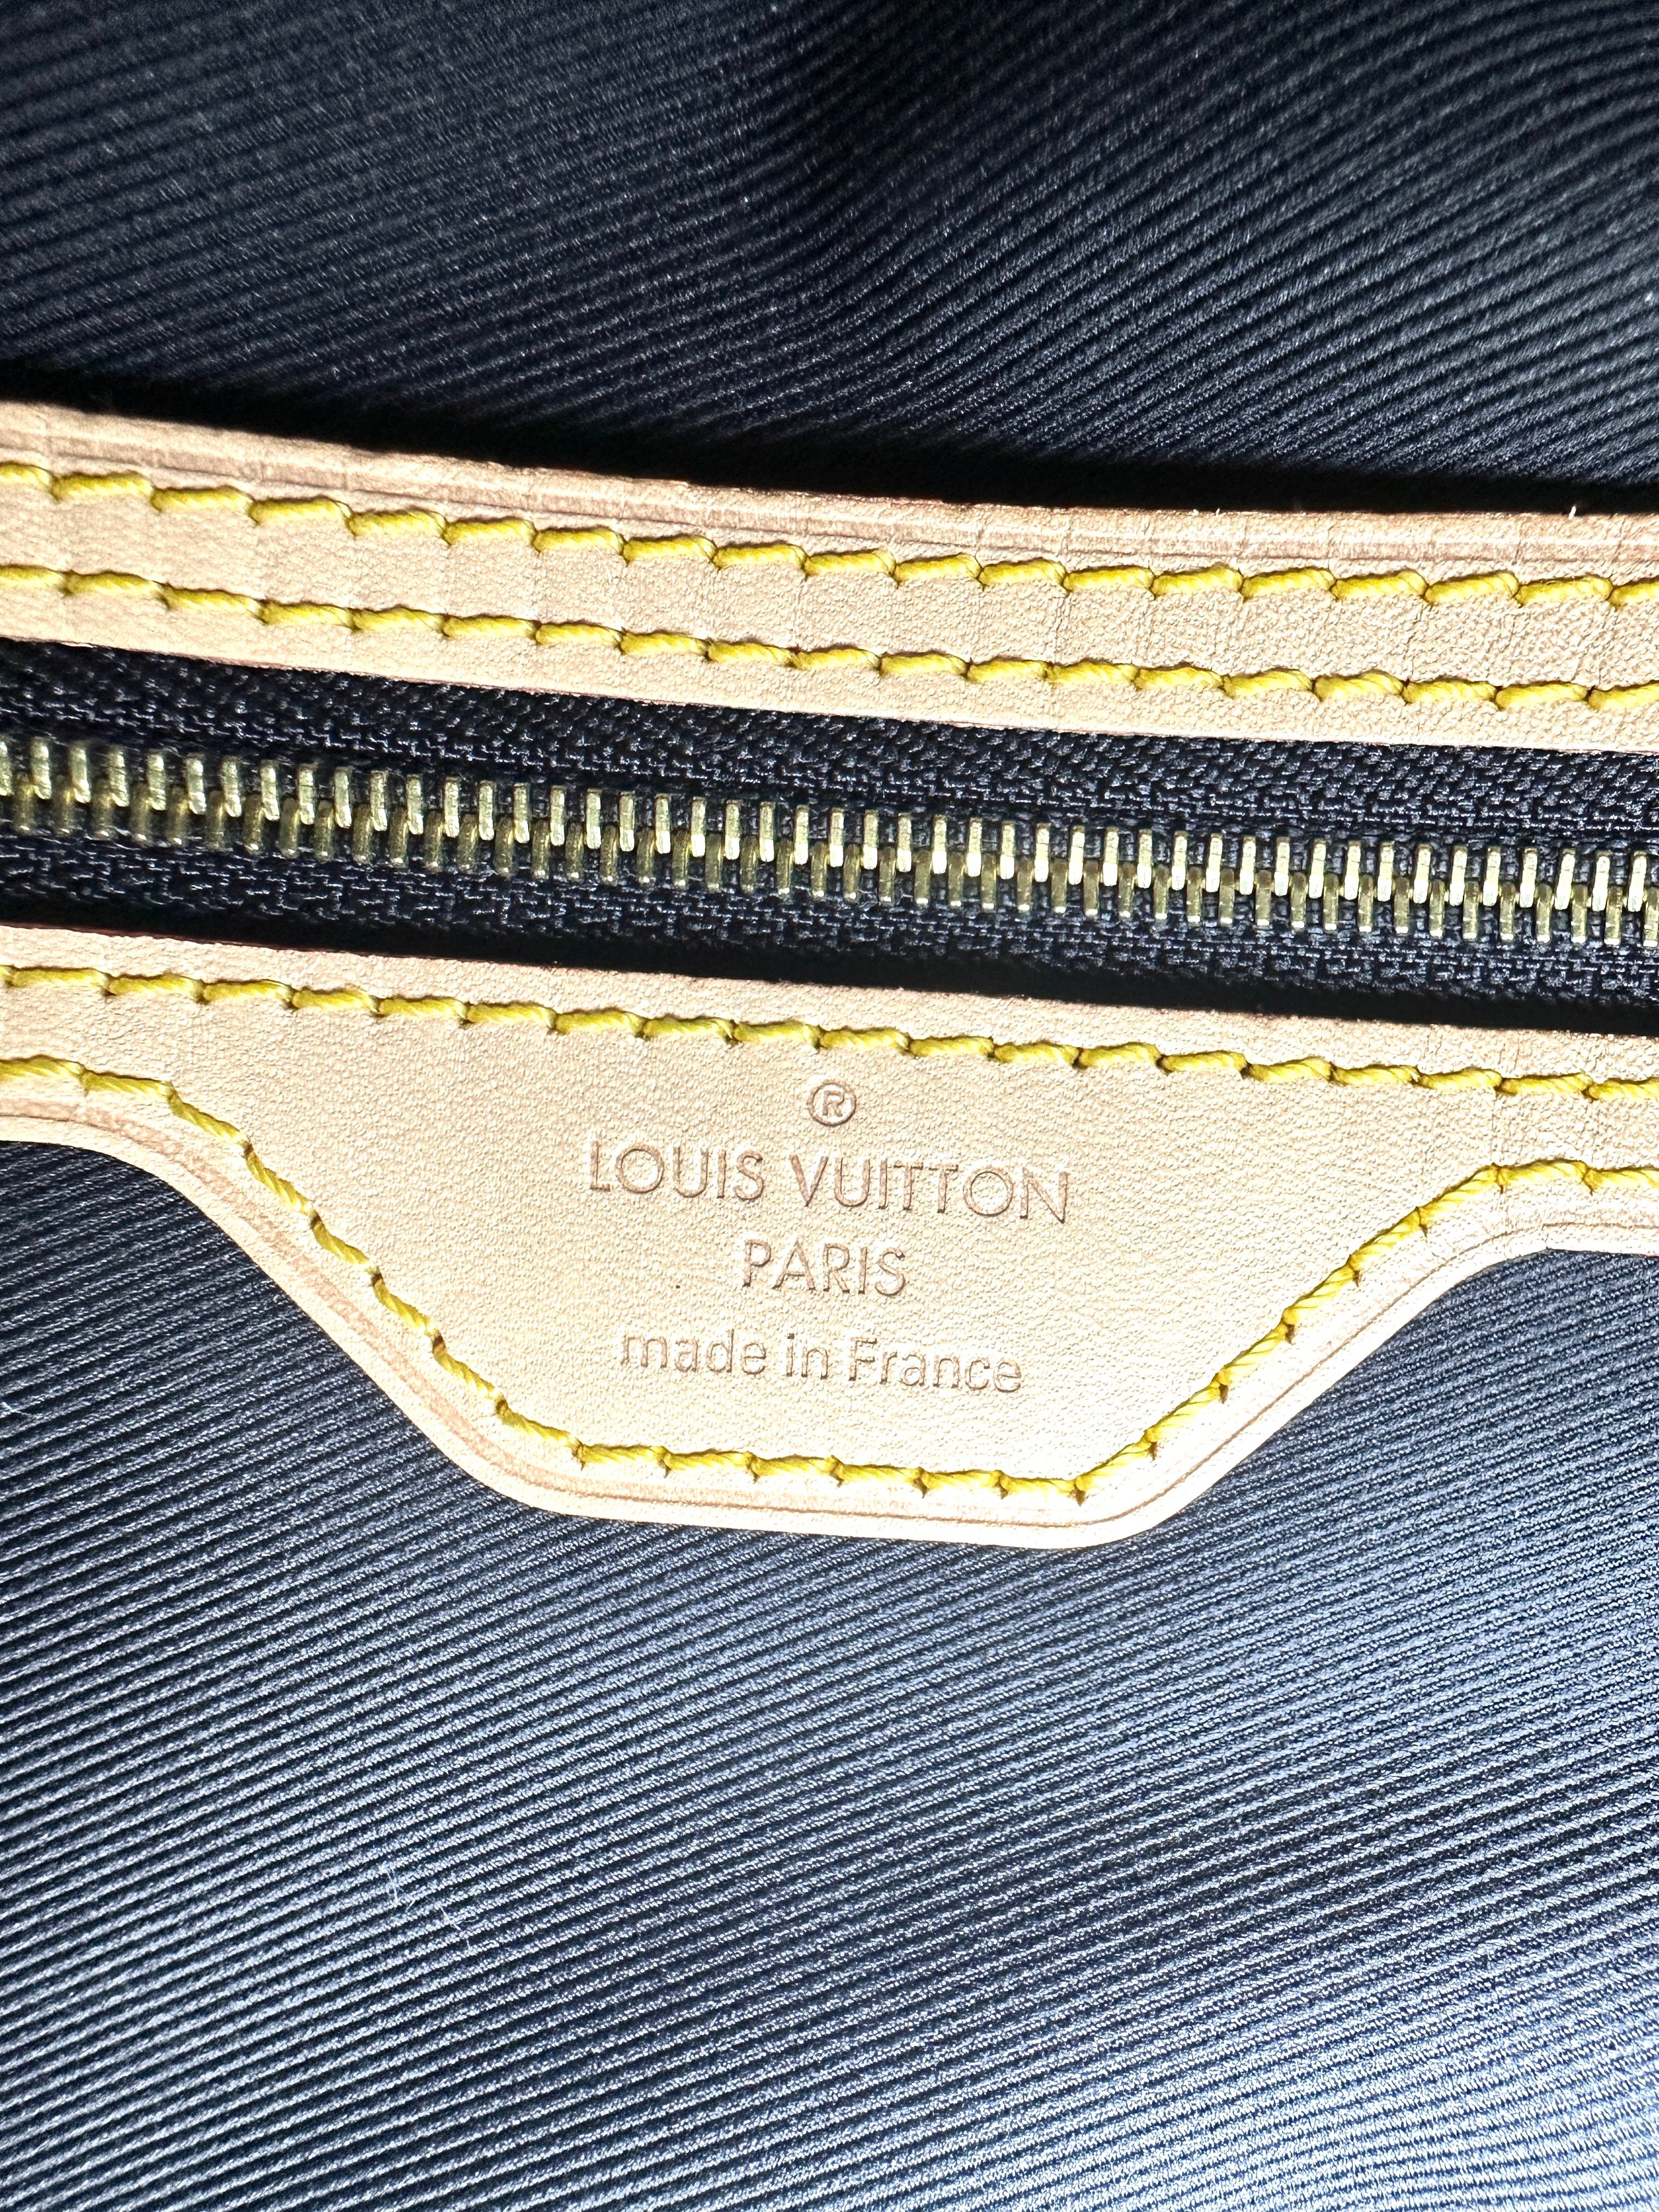 ®
LOUIS VUITTON
PARIS
made in France